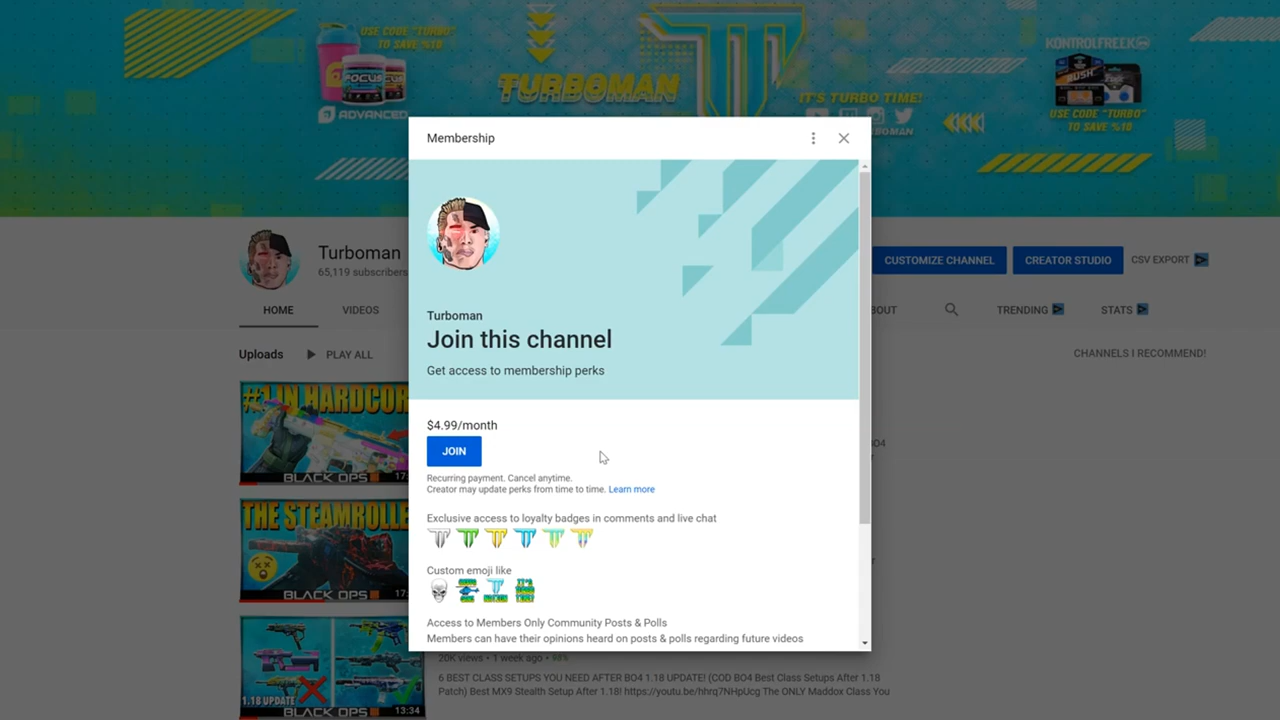 USE CODE "TURBO"
TO SAVE %10
FOCUS
ADVANCED
TURBOMAN
IT'S TURBO TIME!
KONTROLFREEK
RUSH
USE CODE "TURBO"
TO SAVE %10
Membership
Turboman
65,119 subscribers
CUSTOMIZE CHANNEL
CREATOR STUDIO
CSV EXPORT
HOME
VIDEOS
TRENDING
STATS
Uploads
PLAY ALL
CHANNELS I RECOMMEND!
Turboman
Join this channel
Get access to membership perks
$4.99/month
JOIN
Recurring payment. Cancel anytime.
Creator may update perks from time to time. Learn more
Exclusive access to loyalty badges in comments and live chat
Custom emoji like
Access to Members Only Community Posts & Polls
Members can have their opinions heard on posts & polls regarding future videos
#1 IN HARDCOR
BLACK OPS
17:
THE STEAMROLLE
BLACK OPS
17:
1.18 UPDATE
BLACK OPS
13:34
20K views • 1 week ago • 98%
6 BEST CLASS SETUPS YOU NEED AFTER BO4 1.18 UPDATE! (COD BO4 Best Class Setups After 1.18
Patch) Best MX9 Stealth Setup After 1.18! https://youtu.be/hhrq7NHpUcg The ONLY Maddox Class You